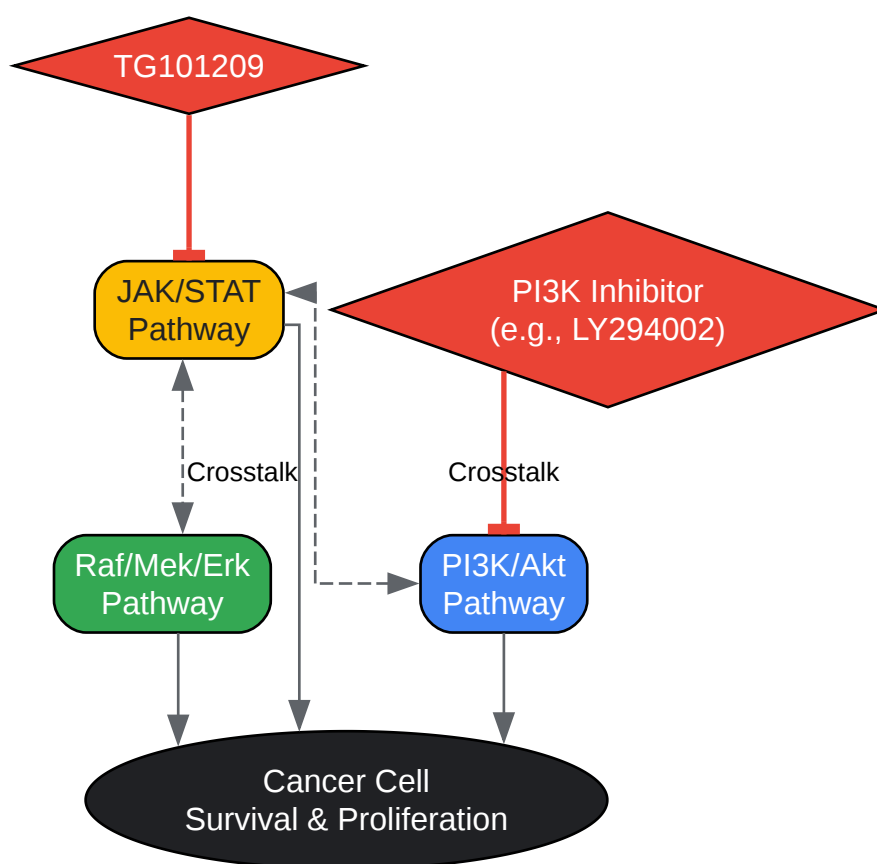 TG101209
JAK/STAT
Pathway
PI3K Inhibitor
(e.g., LY294002)
Crosstalk
Crosstalk
Raf/Mek/Erk
Pathway
PI3K/Akt
Pathway
Cancer Cell
Survival & Proliferation